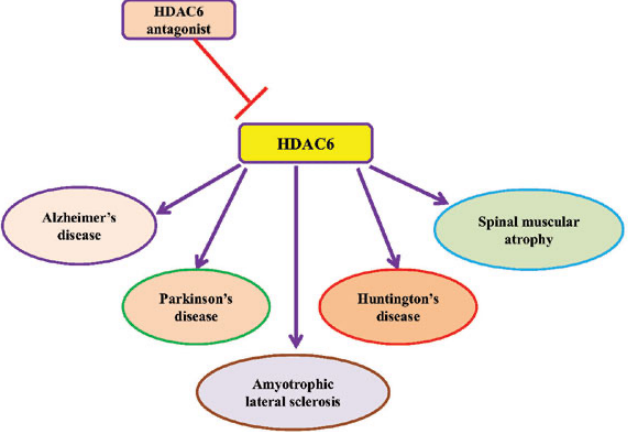 HDAC6
antagonist
HDAC6
Alzheimer's
disease
Spinal muscular
atrophy
Parkinson's
disease
Huntington's
disease
Amyotrophic
lateral sclerosis